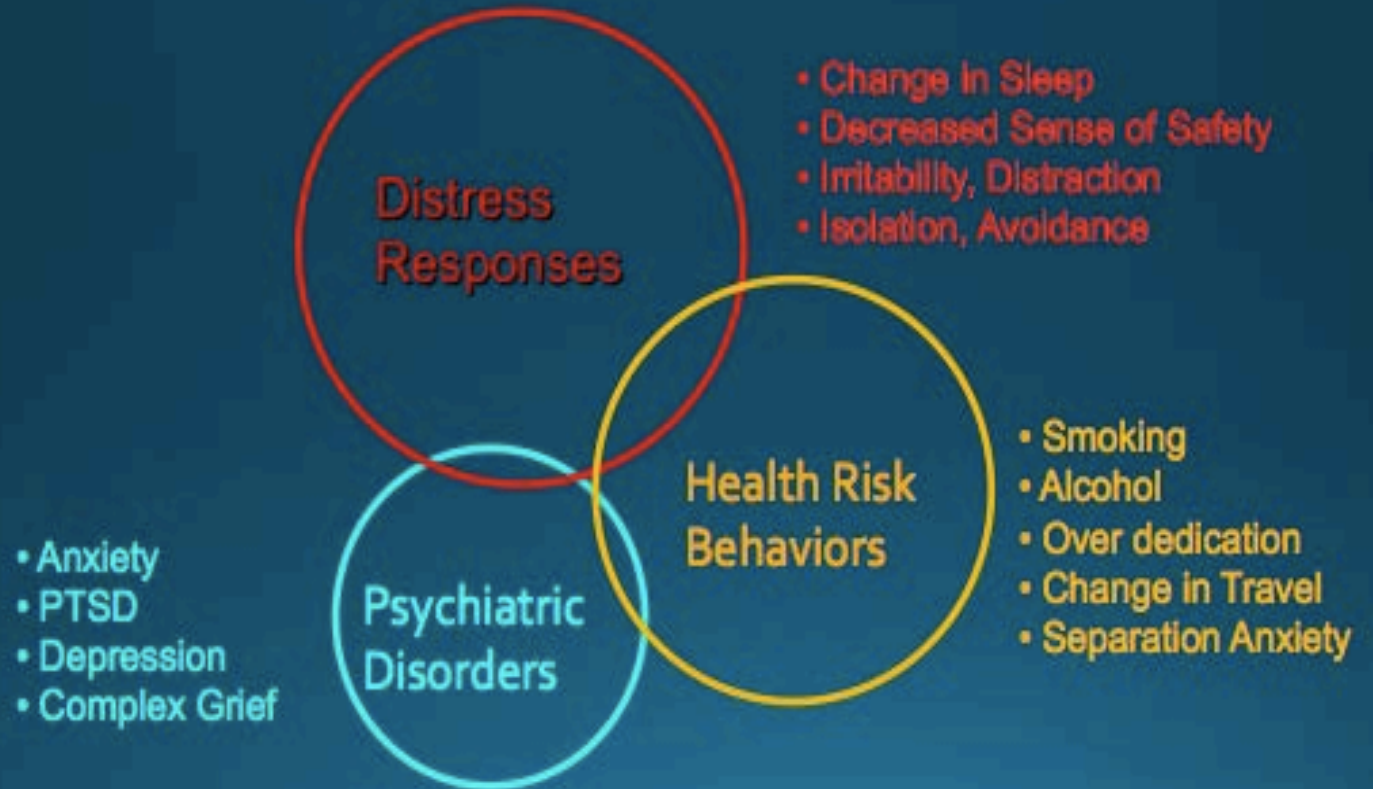 Distress
Responses
• Change in Sleep
• Decreased Sense of Safety
• Irritability, Distraction
• Isolation, Avoidance
Health Risk
Behaviors
• Smoking
• Alcohol
• Over dedication
• Change in Travel
• Separation Anxiety
Psychiatric
Disorders
• Anxiety
• PTSD
• Depression
• Complex Grief